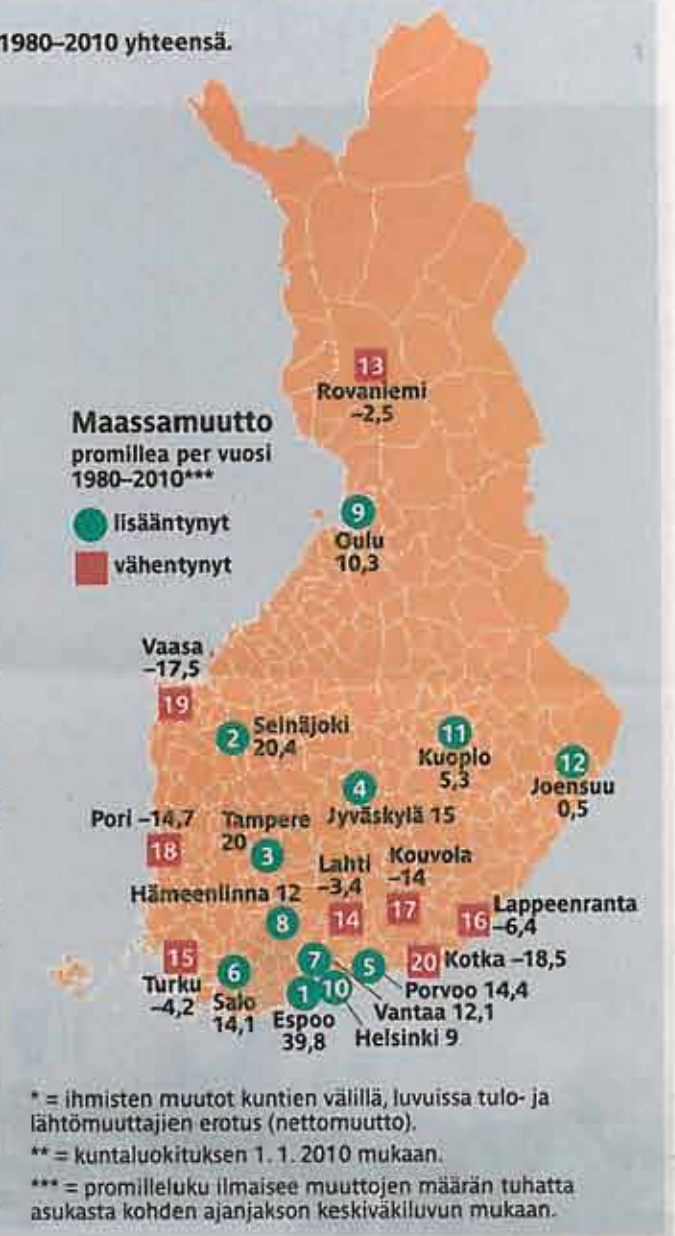 1980–2010 yhteensä.
13
Rovaniemi
–2,5
Maassamuutto
promillea per vuosi
1980–2010***
lisääntynyt
vähentynyt
9
Oulu
10,3
Vaasa
–17,5
19
2
Seinäjoki
20,4
11
Kuopio
5,3
12
Joensuu
0,5
4
Jyväskylä 15
Pori –14,7
18
Tampere
20
3
Lahti
–3,4
14
Kouvola
–14
17
Hämeenlinna 12
8
16
Lappeenranta
–6,4
15
Turku
–4,2
6
Salo
14,1
7
5
20
Kotka –18,5
1
10
Espoo
39,8
Porvoo 14,4
Vantaa 12,1
Helsinki 9
* = ihmisten muutot kuntien välillä, luvuissa tulo- ja
lähtömuuttajien erotus (nettomuutto).
** = kuntaluokituksen 1. 1. 2010 mukaan.
*** = promilleluku ilmaisee muuttojen määrän tuhatta
asukasta kohden ajanjakson keskiväkiluvun mukaan.